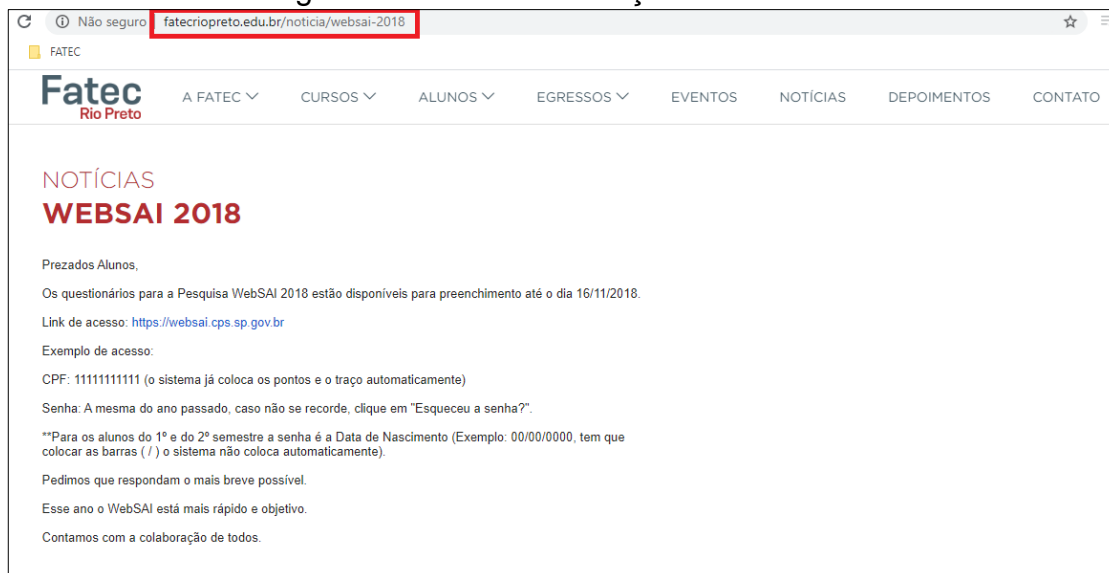 Não seguro fatecriopreto.edu.br/noticia/websai-2018
FATEC
Fatec
Rio Preto
A FATEC CURSOS ALUNOS EGRESSOS EVENTOS NOTÍCIAS DEPOIMENTOS CONTATO
NOTÍCIAS
WEBSAI 2018
Prezados Alunos,
Os questionários para a Pesquisa WebSAI 2018 estão disponíveis para preenchimento até o dia 16/11/2018.
Link de acesso: https://websai.cps.sp.gov.br
Exemplo de acesso:
CPF: 11111111111 (o sistema já coloca os pontos e o traço automaticamente)
Senha: A mesma do ano passado, caso não se recorde, clique em "Esqueceu a senha?".
**Para os alunos do 1º e do 2º semestre a senha é a Data de Nascimento (Exemplo: 00/00/0000, tem que
colocar as barras ( / ) o sistema não coloca automaticamente).
Pedimos que respondam o mais breve possível.
Esse ano o WebSAI está mais rápido e objetivo.
Contamos com a colaboração de todos.